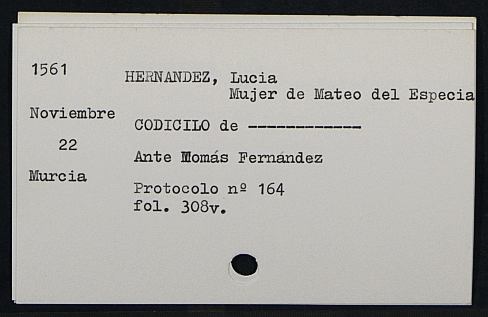 1561
HERNANDEZ, Lucia
Mujer de Mateo del Especia
Noviembre
CODICILO de ------------
22
Ante Momás Fernández
Murcia
Protocolo nº 164
fol. 308v.